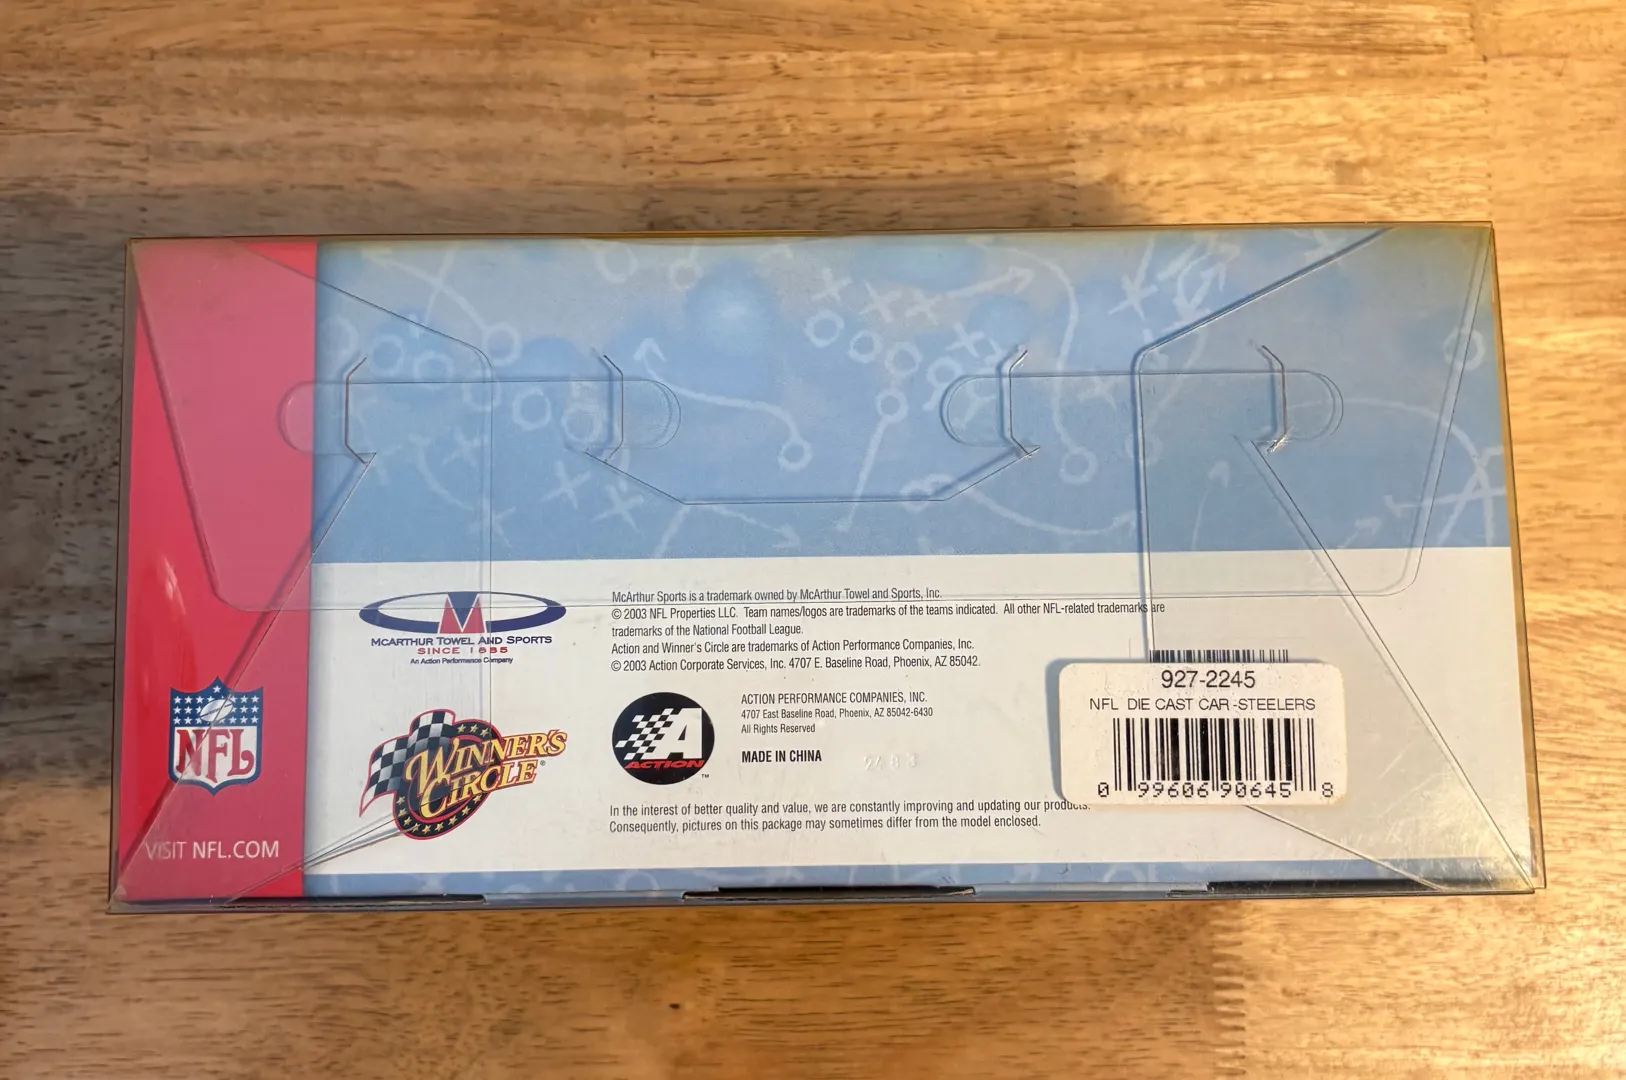 McArthur Sports is a trademark owned by McArthur Towel and Sports, Inc.
© 2003 NFL Properties LLC. Team names/logos are trademarks of the teams indicated. All other NFL-related trademarks are
trademarks of the National Football League.
Action and Winner's Circle are trademarks of Action Performance Companies, Inc.
© 2003 Action Corporate Services, Inc. 4707 E. Baseline Road, Phoenix, AZ 85042.
M
MCARTHUR TOWEL AND SPORTS
SINCE 1885
An Action Performance Company
NFL
VISIT NFL.COM
WINNER'S
CIRCLE®
A
ACTION™
ACTION PERFORMANCE COMPANIES, INC.
4707 East Baseline Road, Phoenix, AZ 85042-6430
All Rights Reserved
MADE IN CHINA
In the interest of better quality and value, we are constantly improving and updating our products.
Consequently, pictures on this package may sometimes differ from the model enclosed.
927-2245
NFL DIE CAST CAR-STEELERS
0 99606 90645 8